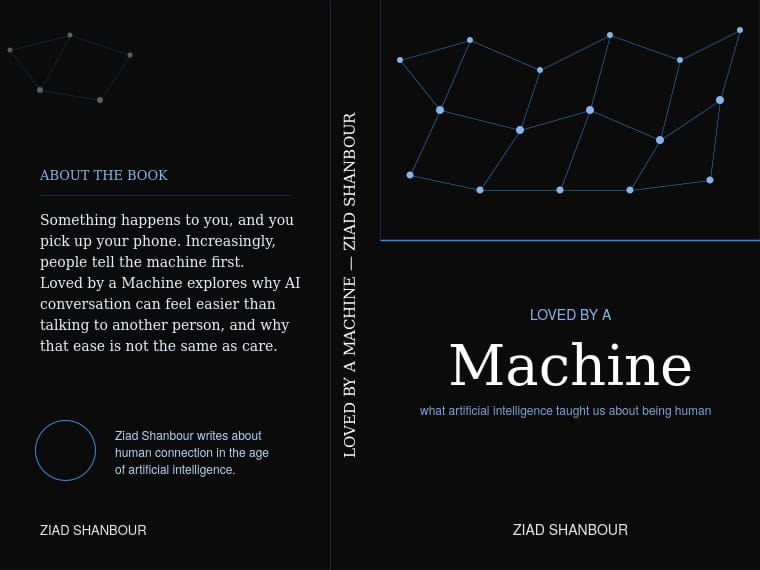 ABOUT THE BOOK
Something happens to you, and you
pick up your phone. Increasingly,
people tell the machine first.
Loved by a Machine explores why AI
conversation can feel easier than
talking to another person, and why
that ease is not the same as care.
Ziad Shanbour writes about
human connection in the age
of artificial intelligence.
ZIAD SHANBOUR
LOVED BY A MACHINE — ZIAD SHANBOUR
LOVED BY A
Machine
what artificial intelligence taught us about being human
ZIAD SHANBOUR